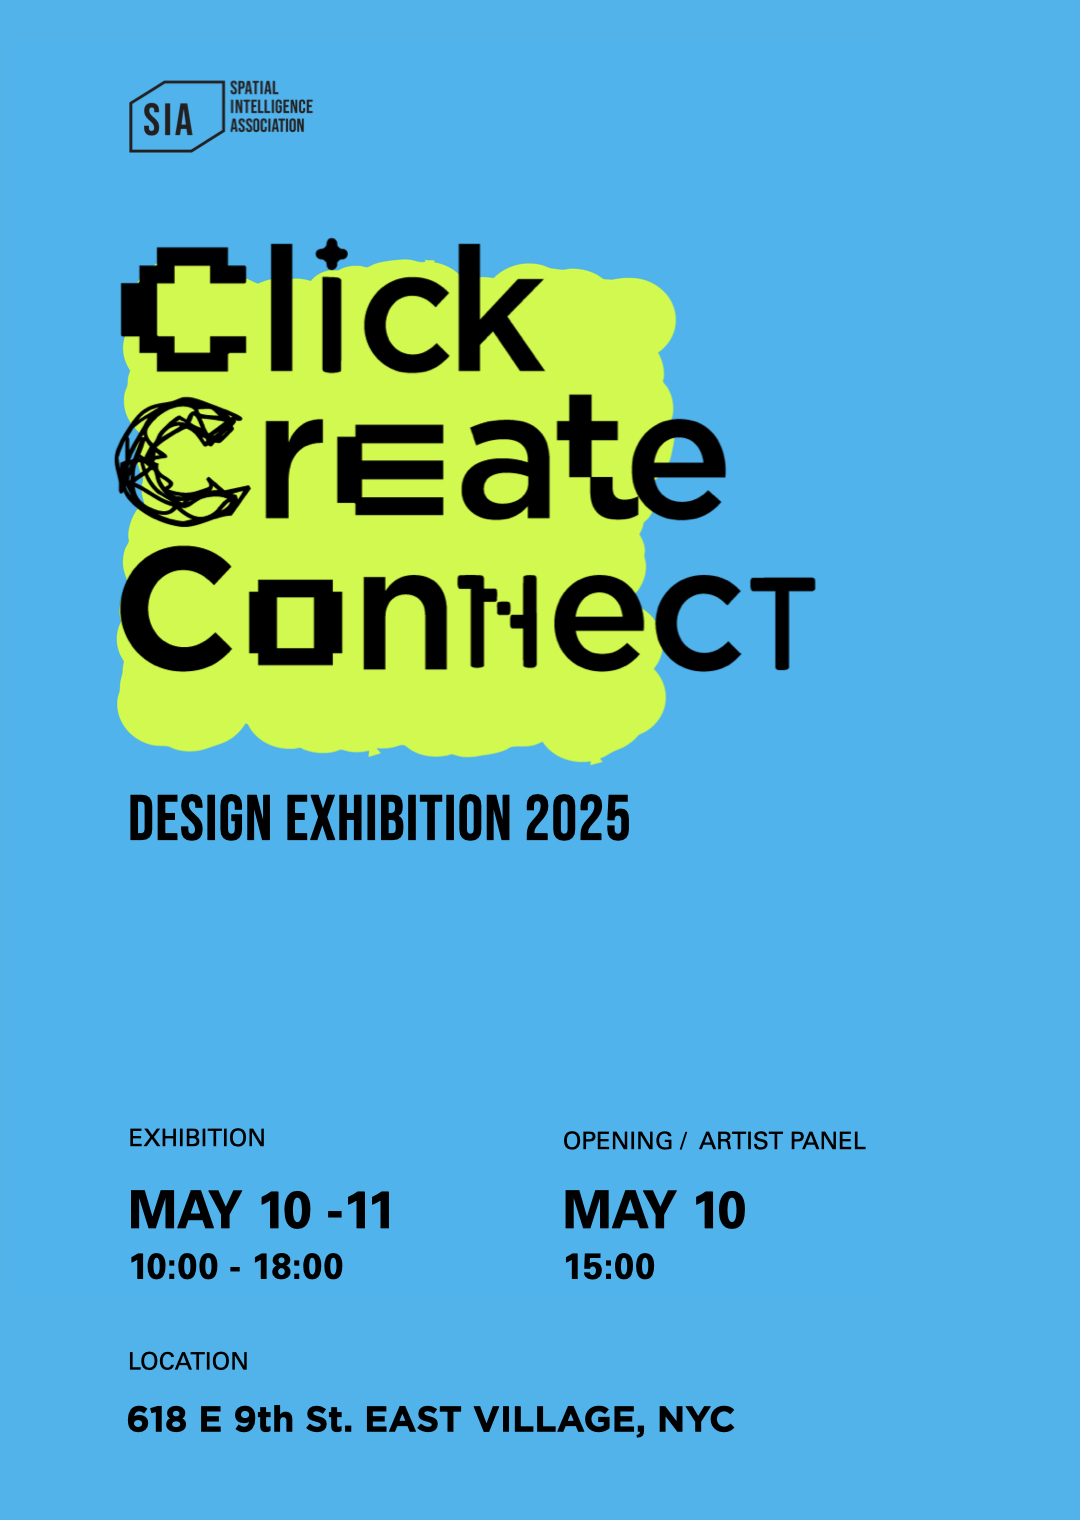 SIA
SPATIAL
INTELLIGENCE
ASSOCIATION
Click
Create
Connect
DESIGN EXHIBITION 2025
EXHIBITION
MAY 10 -11
10:00 - 18:00
OPENING / ARTIST PANEL
MAY 10
15:00
LOCATION
618 E 9th St. EAST VILLAGE, NYC